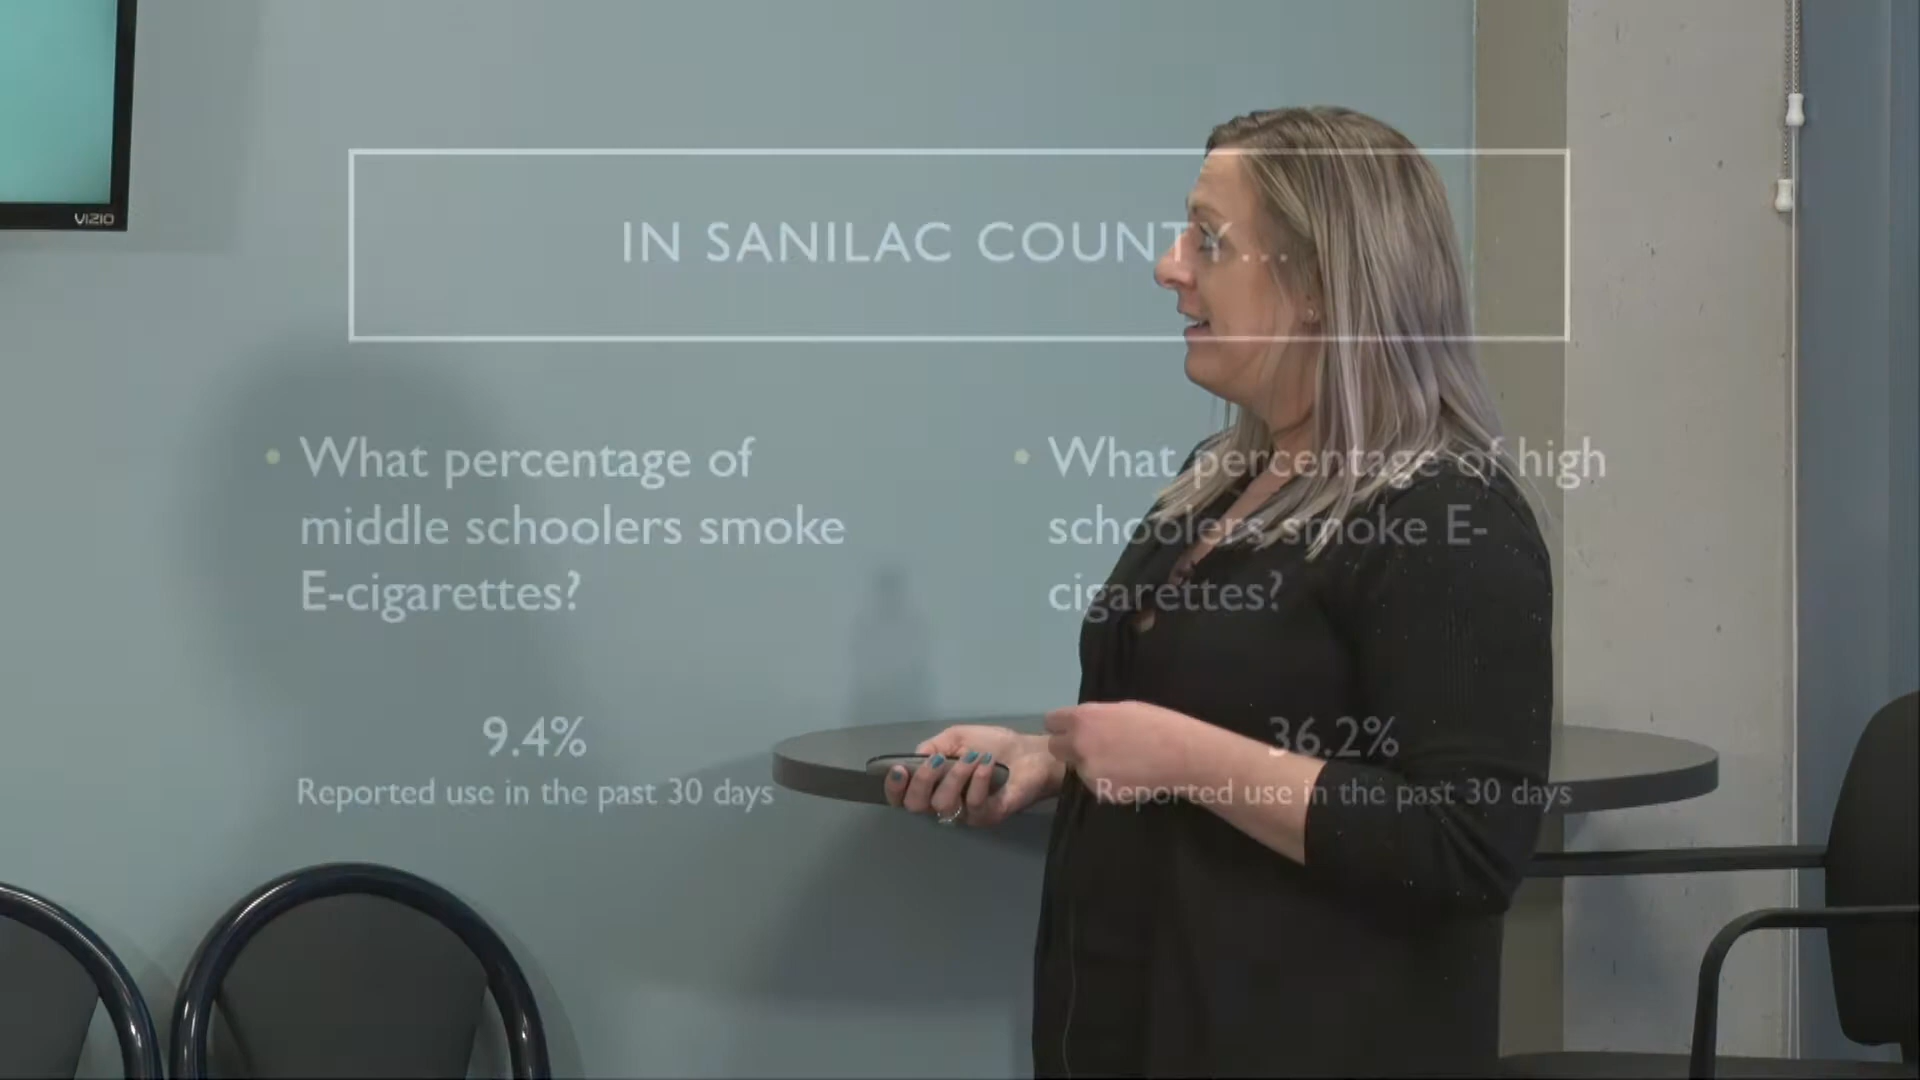 VIZIO
IN SANILAC COUNTY...
• What percentage of
middle schoolers smoke
E-cigarettes?
9.4%
Reported use in the past 30 days
• What percentage of high
schoolers smoke E-
cigarettes?
36.2%
Reported use in the past 30 days